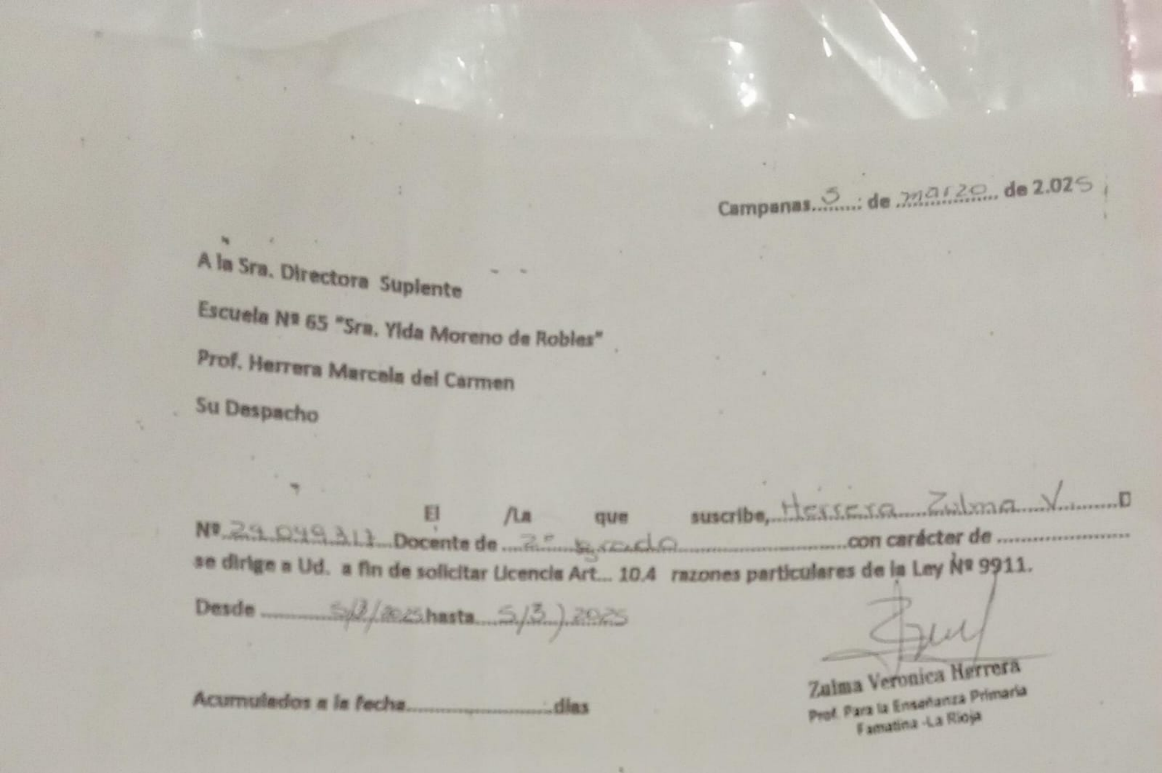 Campanas...5....: de ..marzo.. de 2.025
A la Sra. Directora Suplente
Escuela Nº 65 "Sra. Ylda Moreno de Robles"
Prof. Herrera Marcela del Carmen
Su Despacho
El /La que suscribe,..Herrera Zulma V.........D
Nº 24 049 317 Docente de ....2º grado..............................con carácter de ......................
se dirige a Ud. a fin de solicitar Licencia Art... 10.4 razones particulares de la Ley Nº 9911.
Desde ............5/3/2025 hasta....5/3/2025
Zulma Veronica Herrera
Acumulados a la fecha........................dias
Prof. Para la Enseñanza Primaria
Famatina -La Rioja